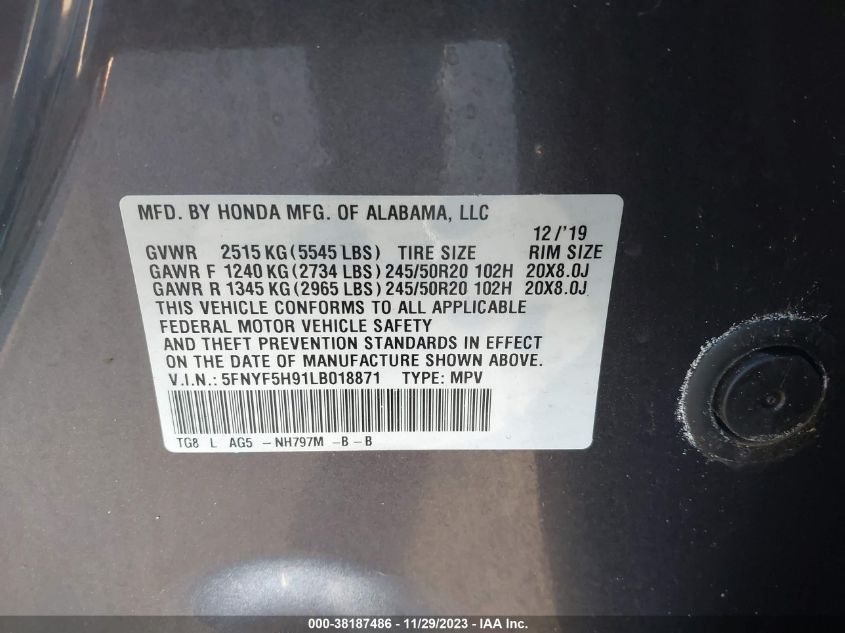 MFD. BY HONDA MFG. OF ALABAMA, LLC
12/'19
GVWR 2515 KG (5545 LBS) TIRE SIZE RIM SIZE
GAWR F 1240 KG (2734 LBS) 245/50R20 102H 20X8.0J
GAWR R 1345 KG (2965 LBS) 245/50R20 102H 20X8.0J
THIS VEHICLE CONFORMS TO ALL APPLICABLE
FEDERAL MOTOR VEHICLE SAFETY
AND THEFT PREVENTION STANDARDS IN EFFECT
ON THE DATE OF MANUFACTURE SHOWN ABOVE.
V.I.N.: 5FNYF5H91LB018871 TYPE: MPV
TG8 L AG5 -NH797M -B-B
000-38187486 - 11/29/2023 - IAA Inc.